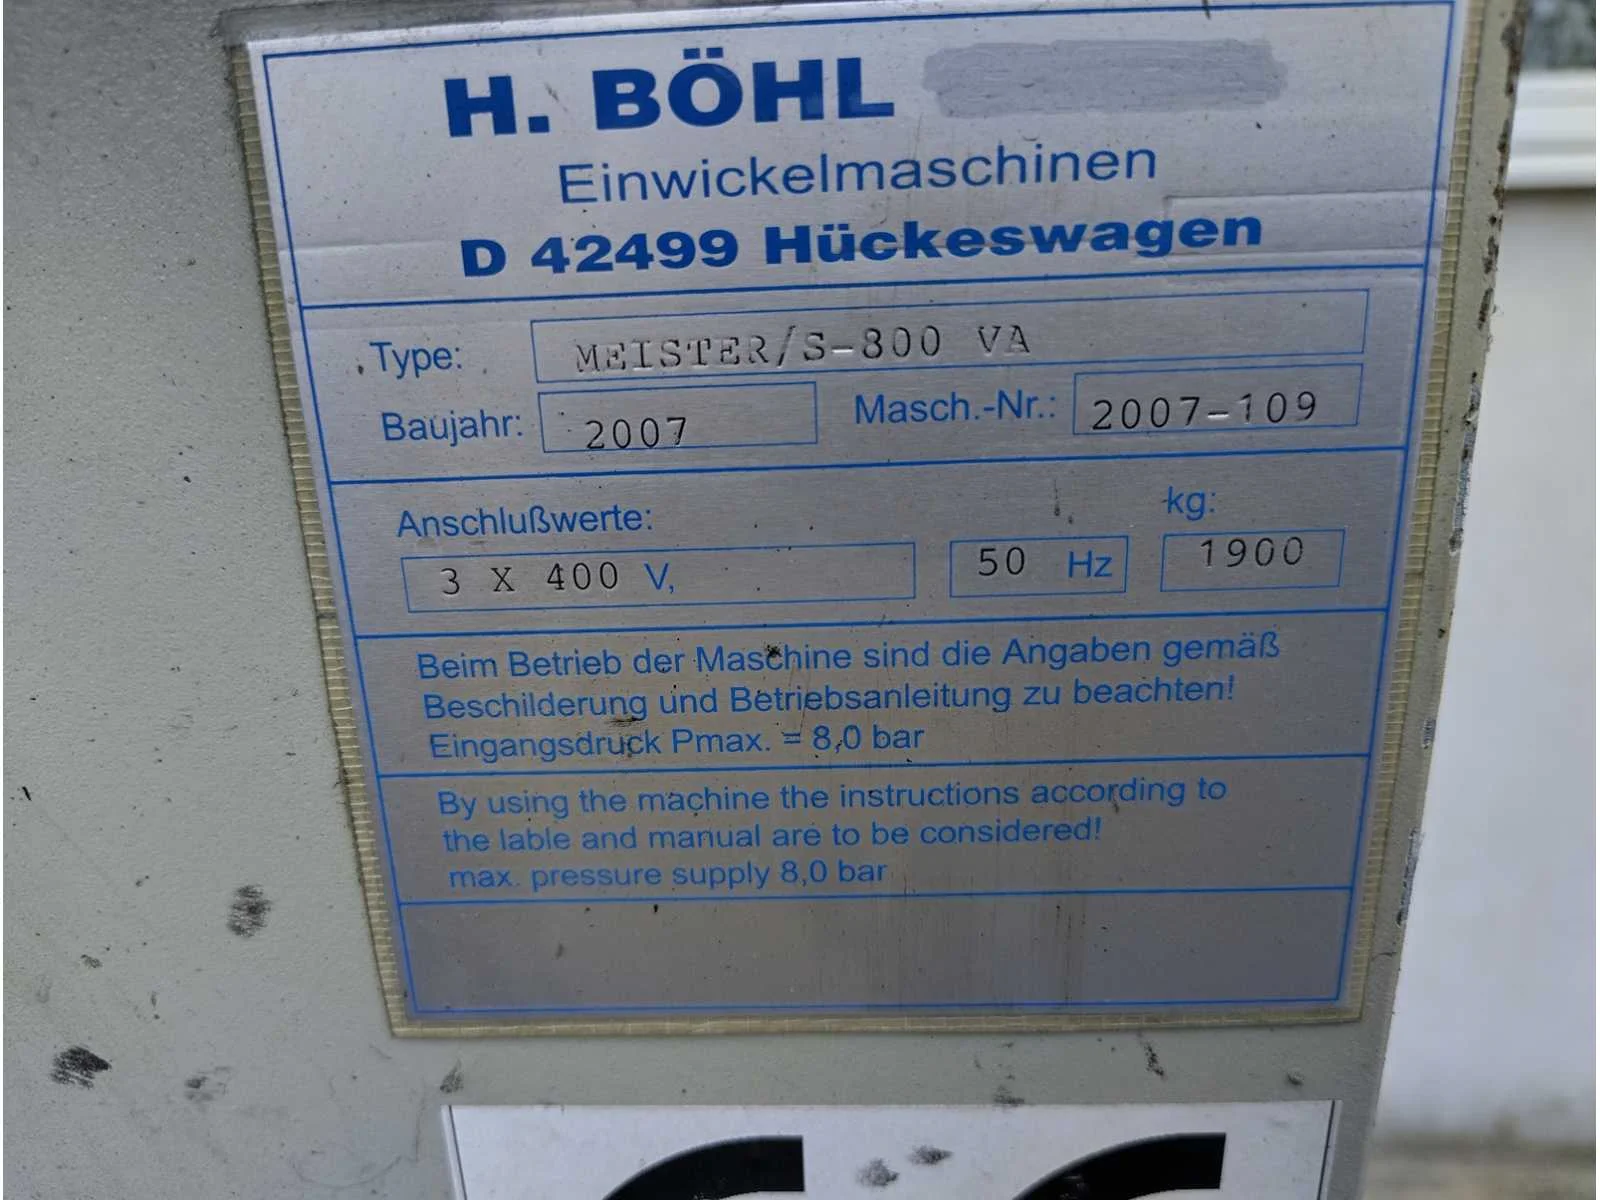 H. BÖHL
Einwickelmaschinen
D 42499 Hückeswagen
Type: MEISTER/S-800 VA
Baujahr: 2007 Masch.-Nr.: 2007-109
Anschlußwerte: kg:
3 X 400 V, 50 Hz 1900
Beim Betrieb der Maschine sind die Angaben gemäß
Beschilderung und Betriebsanleitung zu beachten!
Eingangsdruck Pmax. = 8,0 bar
By using the machine the instructions according to
the lable and manual are to be considered!
max. pressure supply 8,0 bar